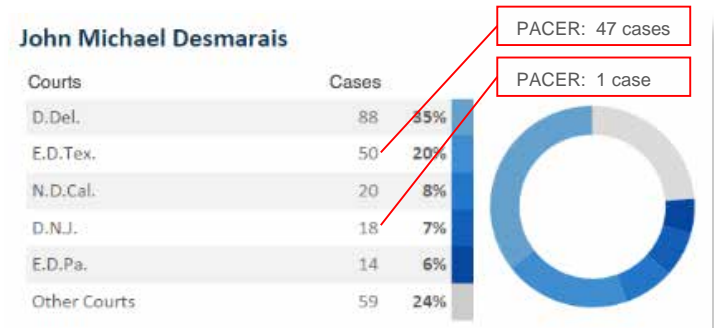 PACER: 47 cases
John Michael Desmarais
PACER: 1 case
Courts Cases
D.Del. 88 35%
E.D.Tex. 50 20%
N.D.Cal. 20 8%
D.N.J. 18 7%
E.D.Pa. 14 6%
Other Courts 59 24%